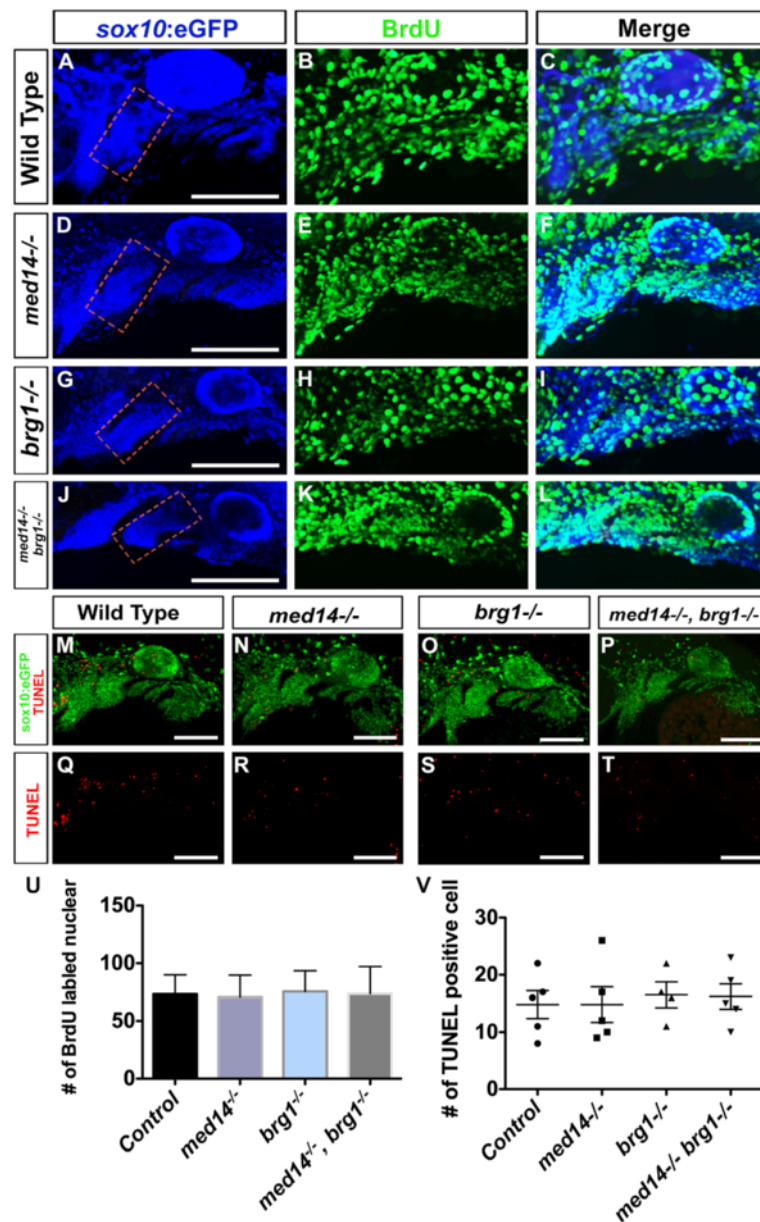 sox10:eGFP BrdU Merge
Wild Type
A B C
med14-/-
D E F
brg1-/-
G H I
med14-/-
brg1-/-
J K L
Wild Type med14-/- brg1-/- med14-/-, brg1-/-
sox10:eGFP
TUNEL
M N O P
TUNEL
Q R S T
U
# of BrdU labled nuclear
150
100
50
0
Control med14-/- brg1-/- med14-/-, brg1-/-
V
# of TUNEL positive cell
30
20
10
0
Control med14-/- brg1-/- med14-/- brg1-/-